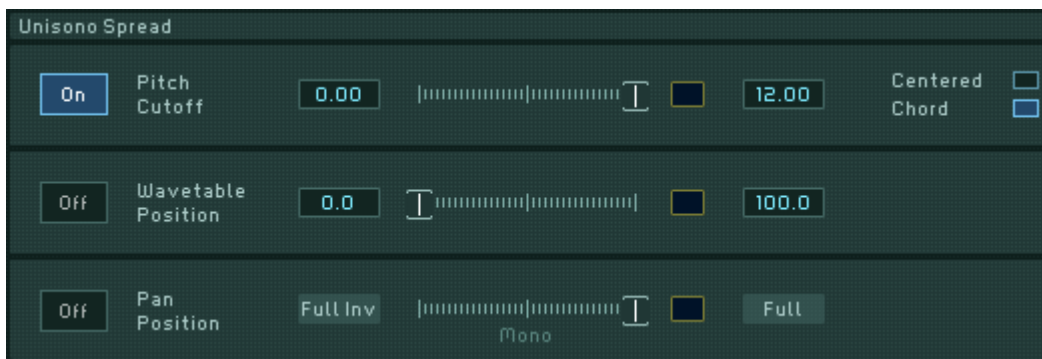 Unisono Spread
On Pitch Cutoff 0.00 12.00 Centered Chord
Off Wavetable Position 0.0 100.0
Off Pan Position Full Inv Mono Full